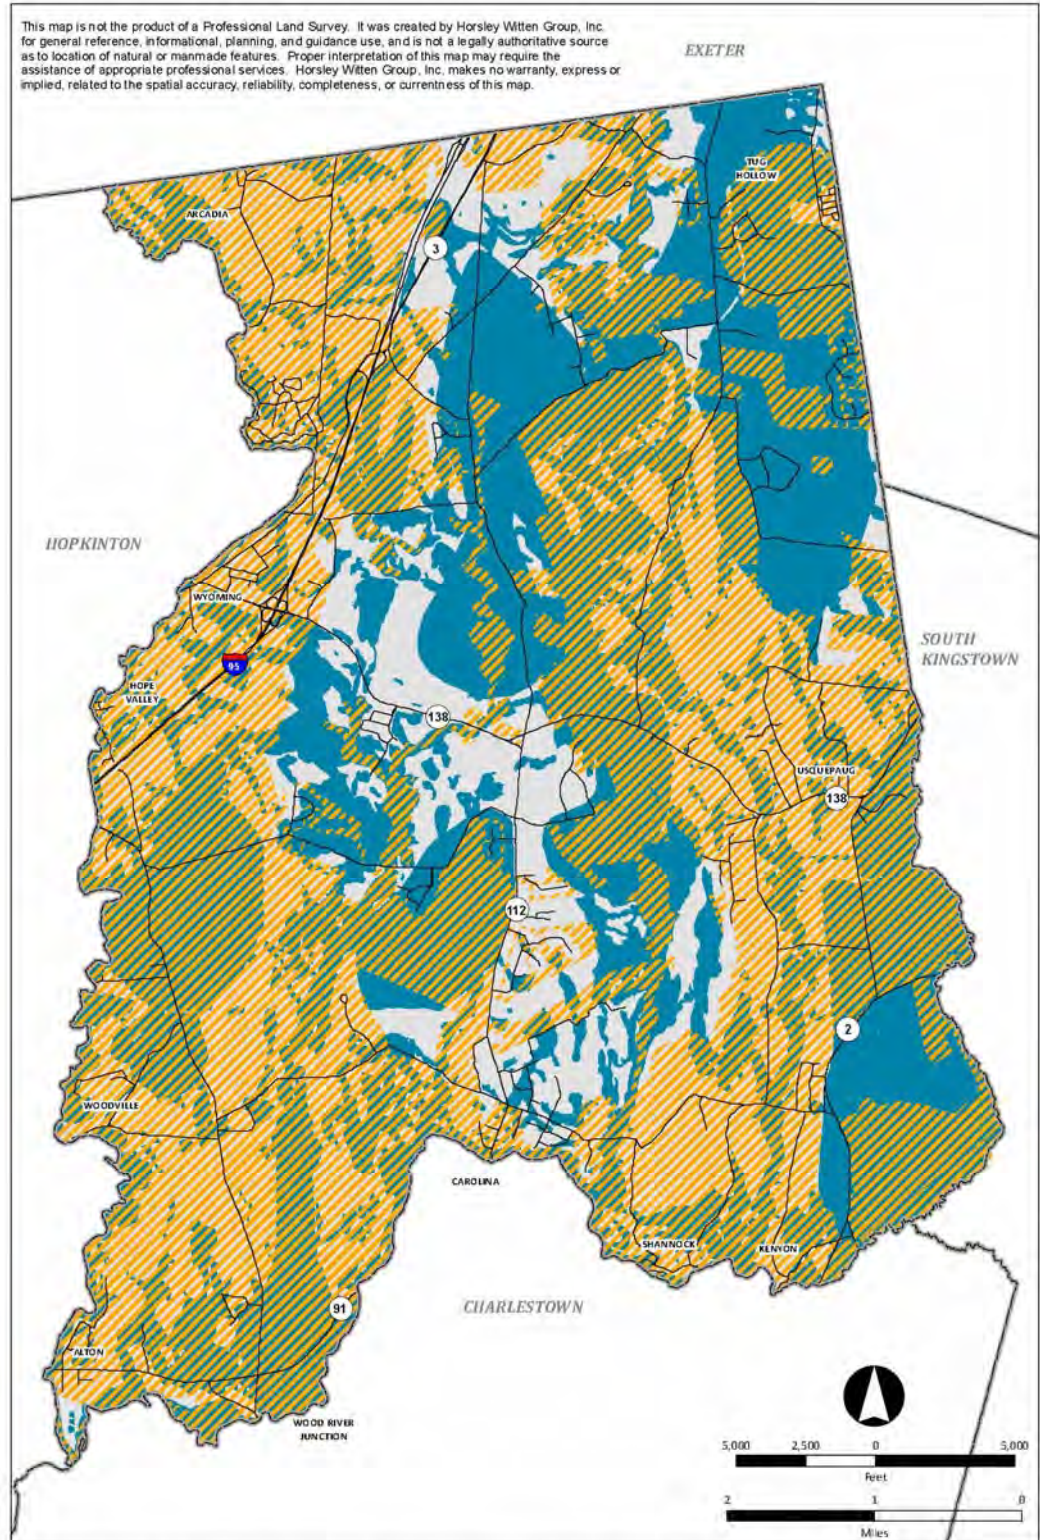 This map is not the product of a Professional Land Survey. It was created by Horsley Witten Group, Inc.
for general reference, informational, planning, and guidance use, and is not a legally authoritative source
as to location of natural or manmade features. Proper interpretation of this map may require the
assistance of appropriate professional services. Horsley Witten Group, Inc. makes no warranty, express or
implied, related to the spatial accuracy, reliability, completeness, or currentness of this map.
EXETER
TUG
HOLLOW
ARCADIA
3
HOPKINTON
WYOMING
SOUTH
KINGSTOWN
95
HOPE
VALLEY
138
USQUEPAUG
138
112
2
WOODVILLE
CAROLINA
SHANNOCK
KENYON
CHARLESTOWN
91
ALTON
WOOD RIVER
JUNCTION
5,000 2,500 0 5,000
Feet
2 1 0
Miles